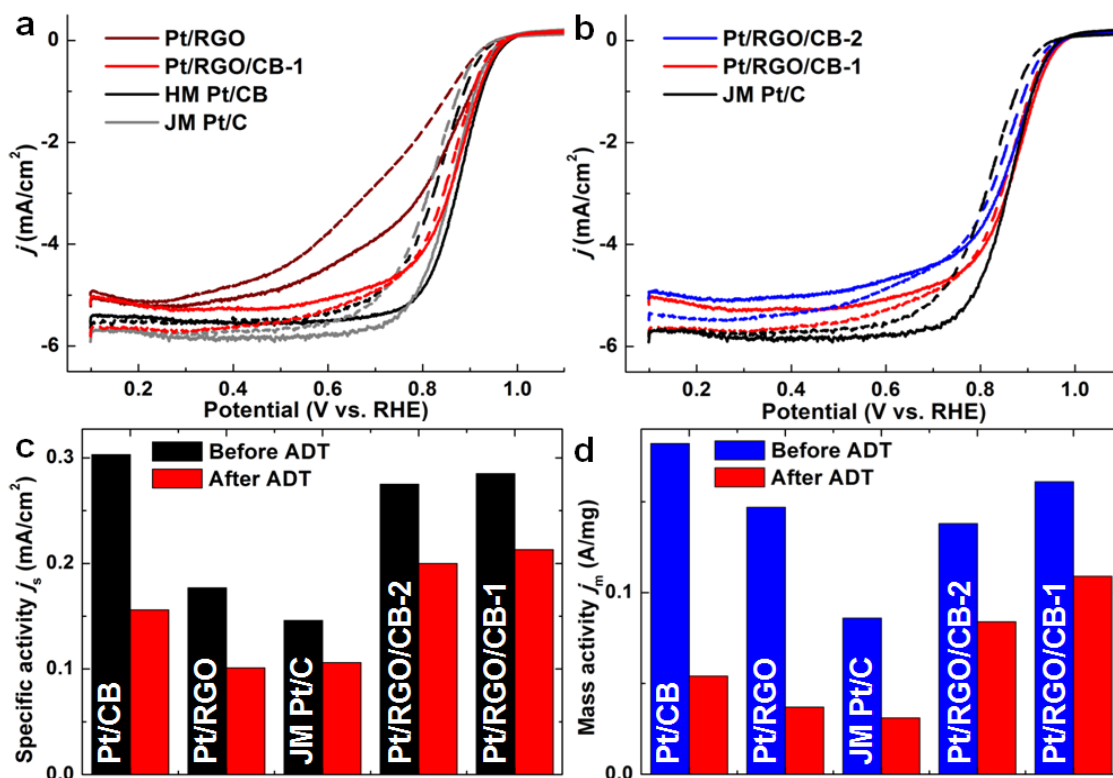 a
Pt/RGO
Pt/RGO/CB-1
HM Pt/CB
JM Pt/C
j (mA/cm²)
0
-2
-4
-6
0.2 0.4 0.6 0.8 1.0
Potential (V vs. RHE)
b
Pt/RGO/CB-2
Pt/RGO/CB-1
JM Pt/C
j (mA/cm²)
0
-2
-4
-6
0.2 0.4 0.6 0.8 1.0
Potential (V vs. RHE)
c
Before ADT
After ADT
Specific activity jₛ (mA/cm²)
0.3
0.2
0.1
0.0
Pt/CB
Pt/RGO
JM Pt/C
Pt/RGO/CB-2
Pt/RGO/CB-1
d
Before ADT
After ADT
Mass activity jₘ (A/mg)
0.1
0.0
Pt/CB
Pt/RGO
JM Pt/C
Pt/RGO/CB-2
Pt/RGO/CB-1